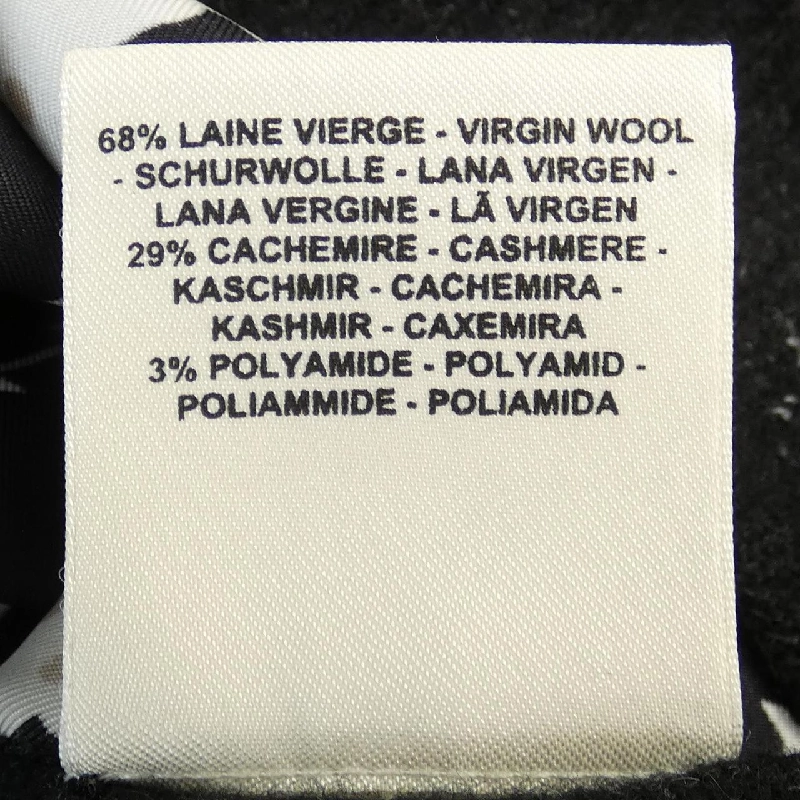 68% LAINE VIERGE - VIRGIN WOOL
- SCHURWOLLE - LANA VIRGEN -
LANA VERGINE - LÃ VIRGEN
29% CACHEMIRE - CASHMERE -
KASCHMIR - CACHEMIRA -
KASHMIR - CAXEMIRA
3% POLYAMIDE - POLYAMID -
POLIAMMIDE - POLIAMIDA